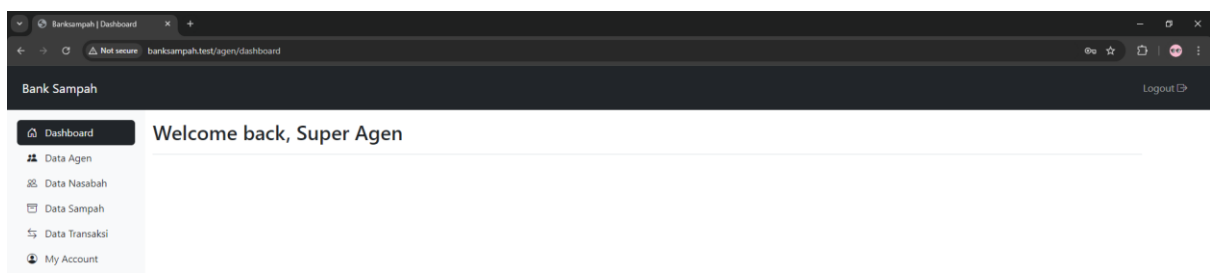 Banksampah | Dashboard
Not secure banksampah.test/agen/dashboard
Bank Sampah
Logout
Dashboard
Welcome back, Super Agen
Data Agen
Data Nasabah
Data Sampah
Data Transaksi
My Account